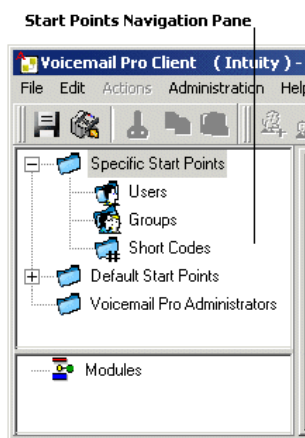 Start Points Navigation Pane
Voicemail Pro Client ( Intuity ) -
File Edit Actions Administration Help
Specific Start Points
Users
Groups
Short Codes
Default Start Points
Voicemail Pro Administrators
Modules